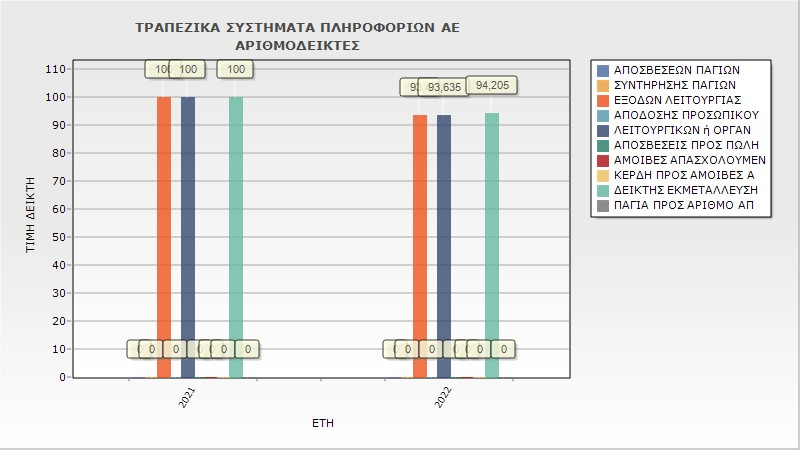 ΤΡΑΠΕΖΙΚΑ ΣΥΣΤΗΜΑΤΑ ΠΛΗΡΟΦΟΡΙΩΝ ΑΕ
ΑΡΙΘΜΟΔΕΙΚΤΕΣ
ΤΙΜΗ ΔΕΙΚΤΗ
110
100
90
80
70
60
50
40
30
20
10
0
100 100
93,635 94,205
0 0 0 0
0 0 0 0
2021
2022
ΕΤΗ
ΑΠΟΣΒΕΣΕΩΝ ΠΑΓΙΩΝ
ΣΥΝΤΗΡΗΣΗΣ ΠΑΓΙΩΝ
ΕΞΟΔΩΝ ΛΕΙΤΟΥΡΓΙΑΣ
ΑΠΟΔΟΣΗΣ ΠΡΟΣΩΠΙΚΟΥ
ΛΕΙΤΟΥΡΓΙΚΩΝ ή ΟΡΓΑΝ
ΑΠΟΣΒΕΣΕΙΣ ΠΡΟΣ ΠΩΛΗ
ΑΜΟΙΒΕΣ ΑΠΑΣΧΟΛΟΥΜΕΝ
ΚΕΡΔΗ ΠΡΟΣ ΑΜΟΙΒΕΣ Α
ΔΕΙΚΤΗΣ ΕΚΜΕΤΑΛΛΕΥΣΗ
ΠΑΓΙΑ ΠΡΟΣ ΑΡΙΘΜΟ ΑΠ